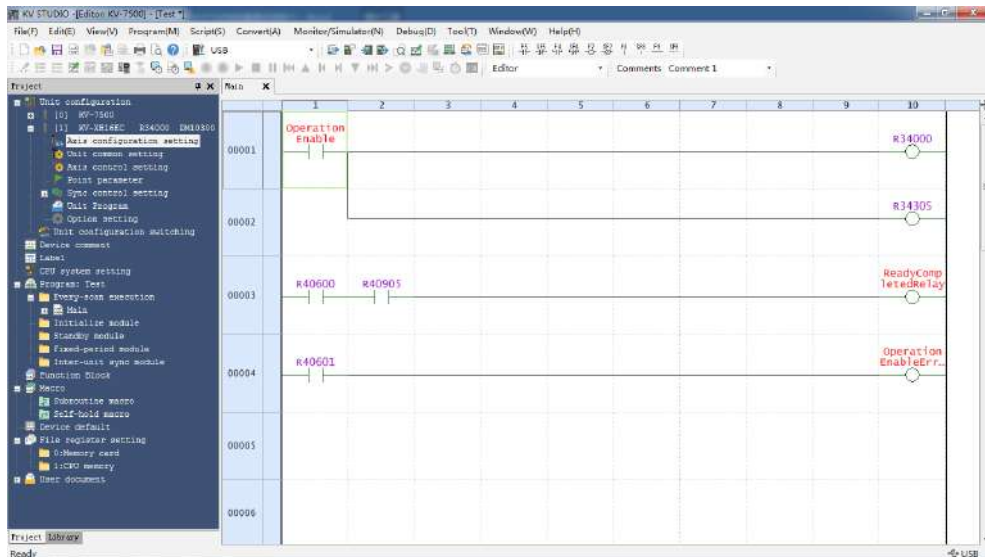 KV STUDIO -[Editor: KV-7500] - [Test *]
File(F) Edit(E) View(V) Program(M) Script(S) Convert(A) Monitor/Simulator(N) Debug(D) Tool(T) Window(W) Help(H)
USB
Editor Comments Comment 1
Project
Main
Unit configuration
[0] KV-7500
[1] KV-XH16EC R34000 DM10300
Axis configuration setting
Unit common setting
Axis control setting
Point parameter
Sync control setting
Unit Program
Option setting
Unit configuration switching
Device comment
Label
CPU system setting
Program: Test
Every-scan execution
Main
Initialize module
Standby module
Fixed-period module
Inter-unit sync module
Function Block
Macro
Subroutine macro
Self-hold macro
Device default
File register setting
0:Memory card
1:CPU memory
User document
Project Library
Ready
1 2 3 4 5 6 7 8 9 10
00001
Operation
Enable
R34000
00002
R34305
00003
R40600 R40905
ReadyComp
letedRelay
00004
R40601
Operation
EnableErr...
00005
00006
USB